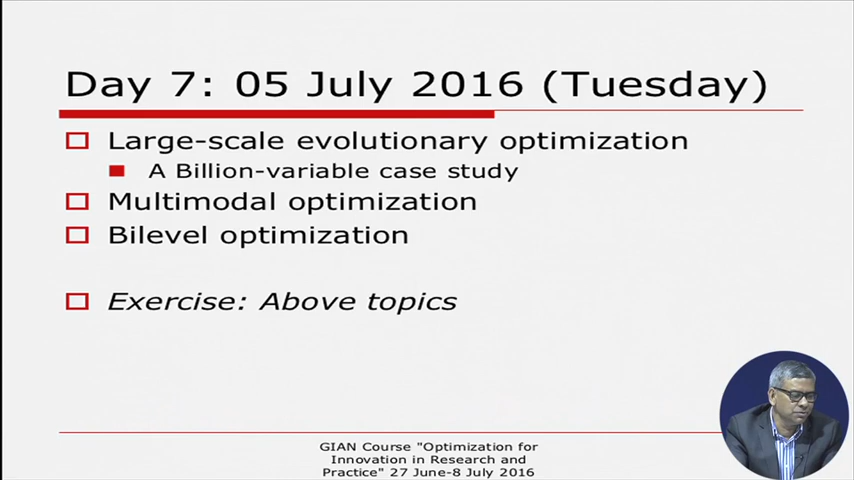 Day 7: 05 July 2016 (Tuesday)
Large-scale evolutionary optimization
A Billion-variable case study
Multimodal optimization
Bilevel optimization
Exercise: Above topics
GIAN Course "Optimization for
Innovation in Research and
Practice" 27 June-8 July 2016